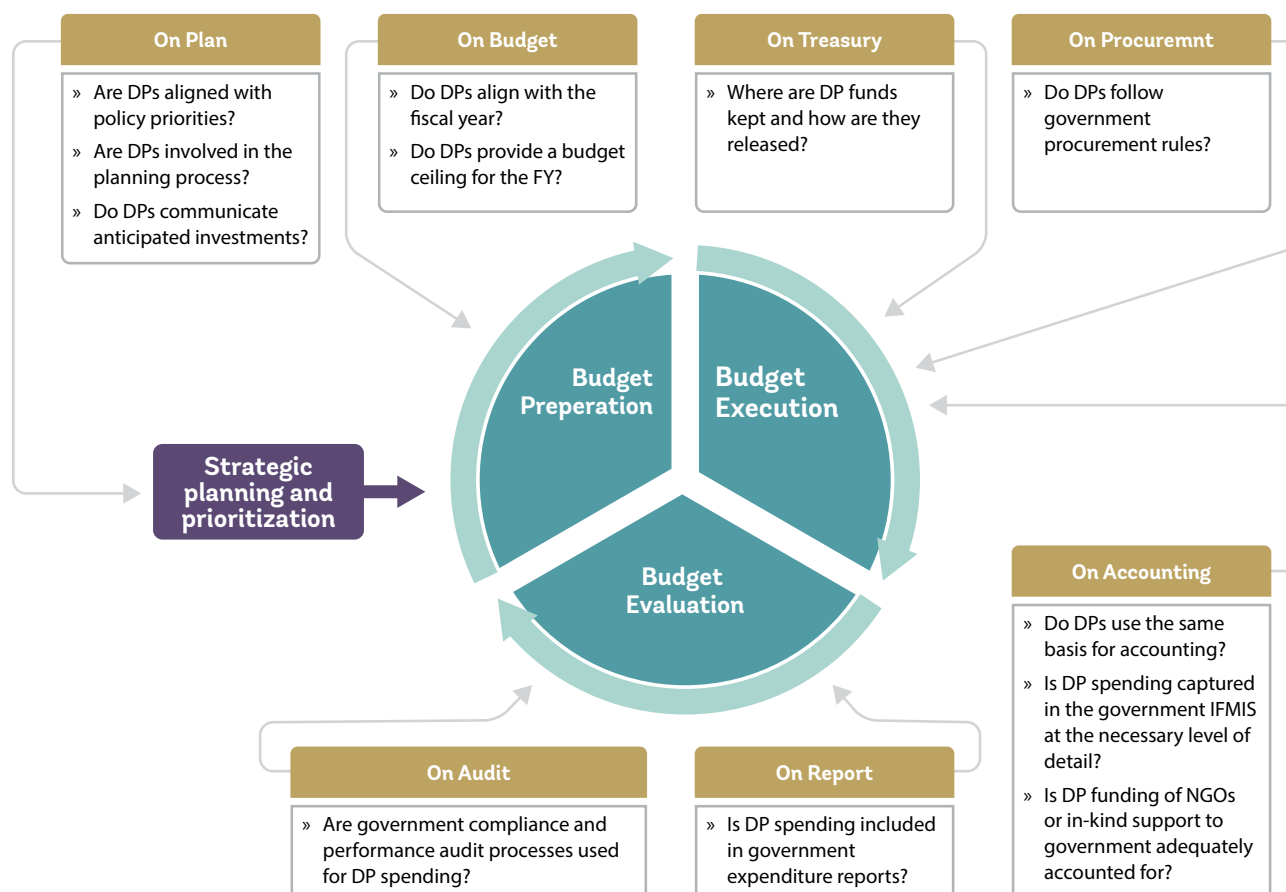 On Plan
» Are DPs aligned with
policy priorities?
» Are DPs involved in the
planning process?
» Do DPs communicate
anticipated investments?
On Budget
» Do DPs align with the
fiscal year?
» Do DPs provide a budget
ceiling for the FY?
On Treasury
» Where are DP funds
kept and how are they
released?
On Procuremnt
» Do DPs follow
government
procurement rules?
Budget
Preperation
Budget
Execution
Strategic
planning and
prioritization
Budget
Evaluation
On Audit
» Are government compliance and
performance audit processes used
for DP spending?
On Report
» Is DP spending included
in government
expenditure reports?
On Accounting
» Do DPs use the same
basis for accounting?
» Is DP spending captured
in the government IFMIS
at the necessary level of
detail?
» Is DP funding of NGOs
or in-kind support to
government adequately
accounted for?